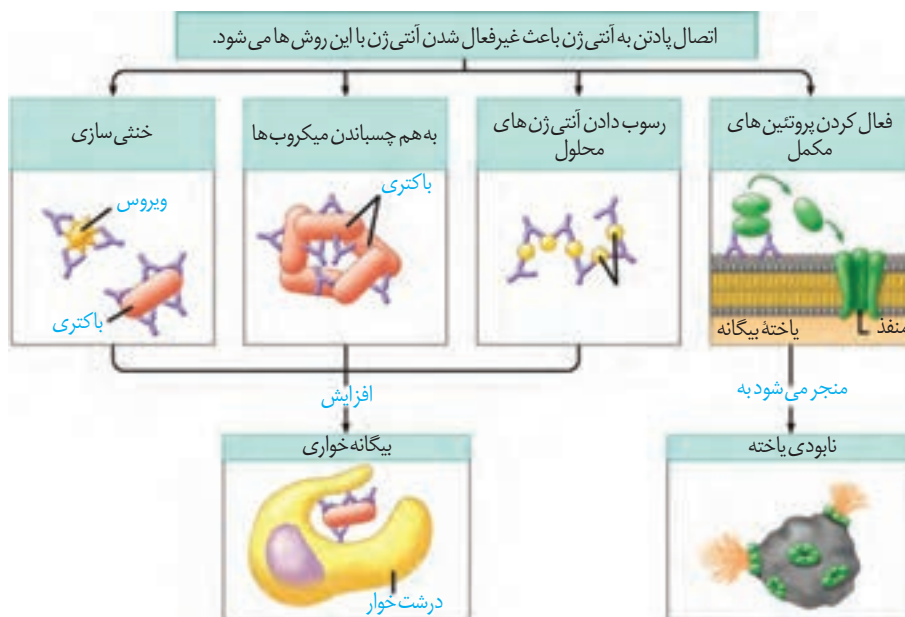 اتصال پادتن به آنتی ژن باعث غیرفعال شدن آنتی ژن با این روش ها می شود.
فعال کردن پروتئین های
مکمل
رسوب دادن آنتی ژن های
محلول
به هم چسباندن میکروب ها
خنثی سازی
باکتری
ویروس
باکتری
یاختهٔ بیگانه
منفذ
منجر می شود به
افزایش
نابودی یاخته
بیگانه خواری
درشت خوار